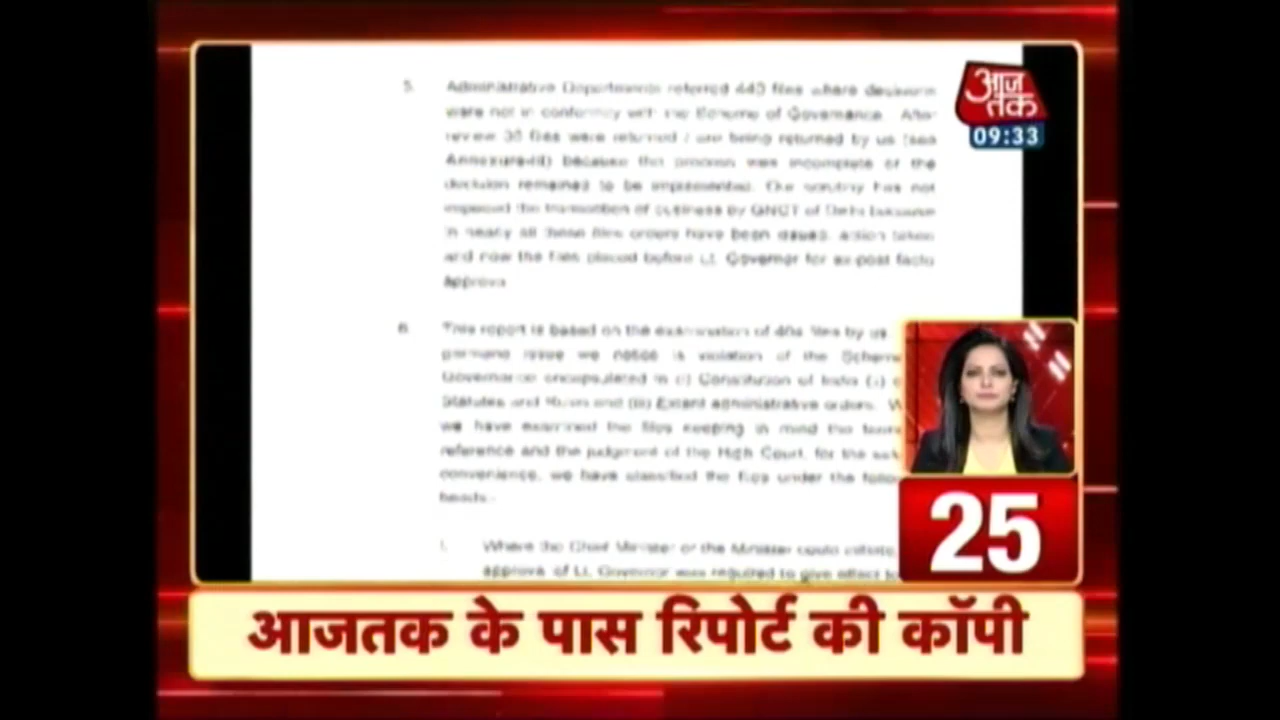 5. Administrative Departments referred 440 files where decisions
were not in conformity with the Scheme of Governance. After
review 36 files were returned / are being returned by us (see
Annexure-III) because the process was incomplete or the
decision remained to be implemented. Our scrutiny has not
impeded the transaction of business by GNCT of Delhi because
in nearly all these files orders have been issued, action taken
and now the files placed before Lt. Governor for ex-post facto
approval
6. This report is based on the examination of files by us
issue we notice is violation of the Scheme
Governance encapsulated in (i) Constitution of India (ii)
Statutes and Rules and (iii) Extant administrative orders.
we have examined the files keeping in mind the terms
reference and the judgment of the High Court, for the sake
convenience, we have classified the files under the
heads:-
i. Where the Chief Minister or the Minister could initiate,
approval of Lt. Governor was required to give effect to
आज
तक
09:33
25
आजतक के पास रिपोर्ट की कॉपी